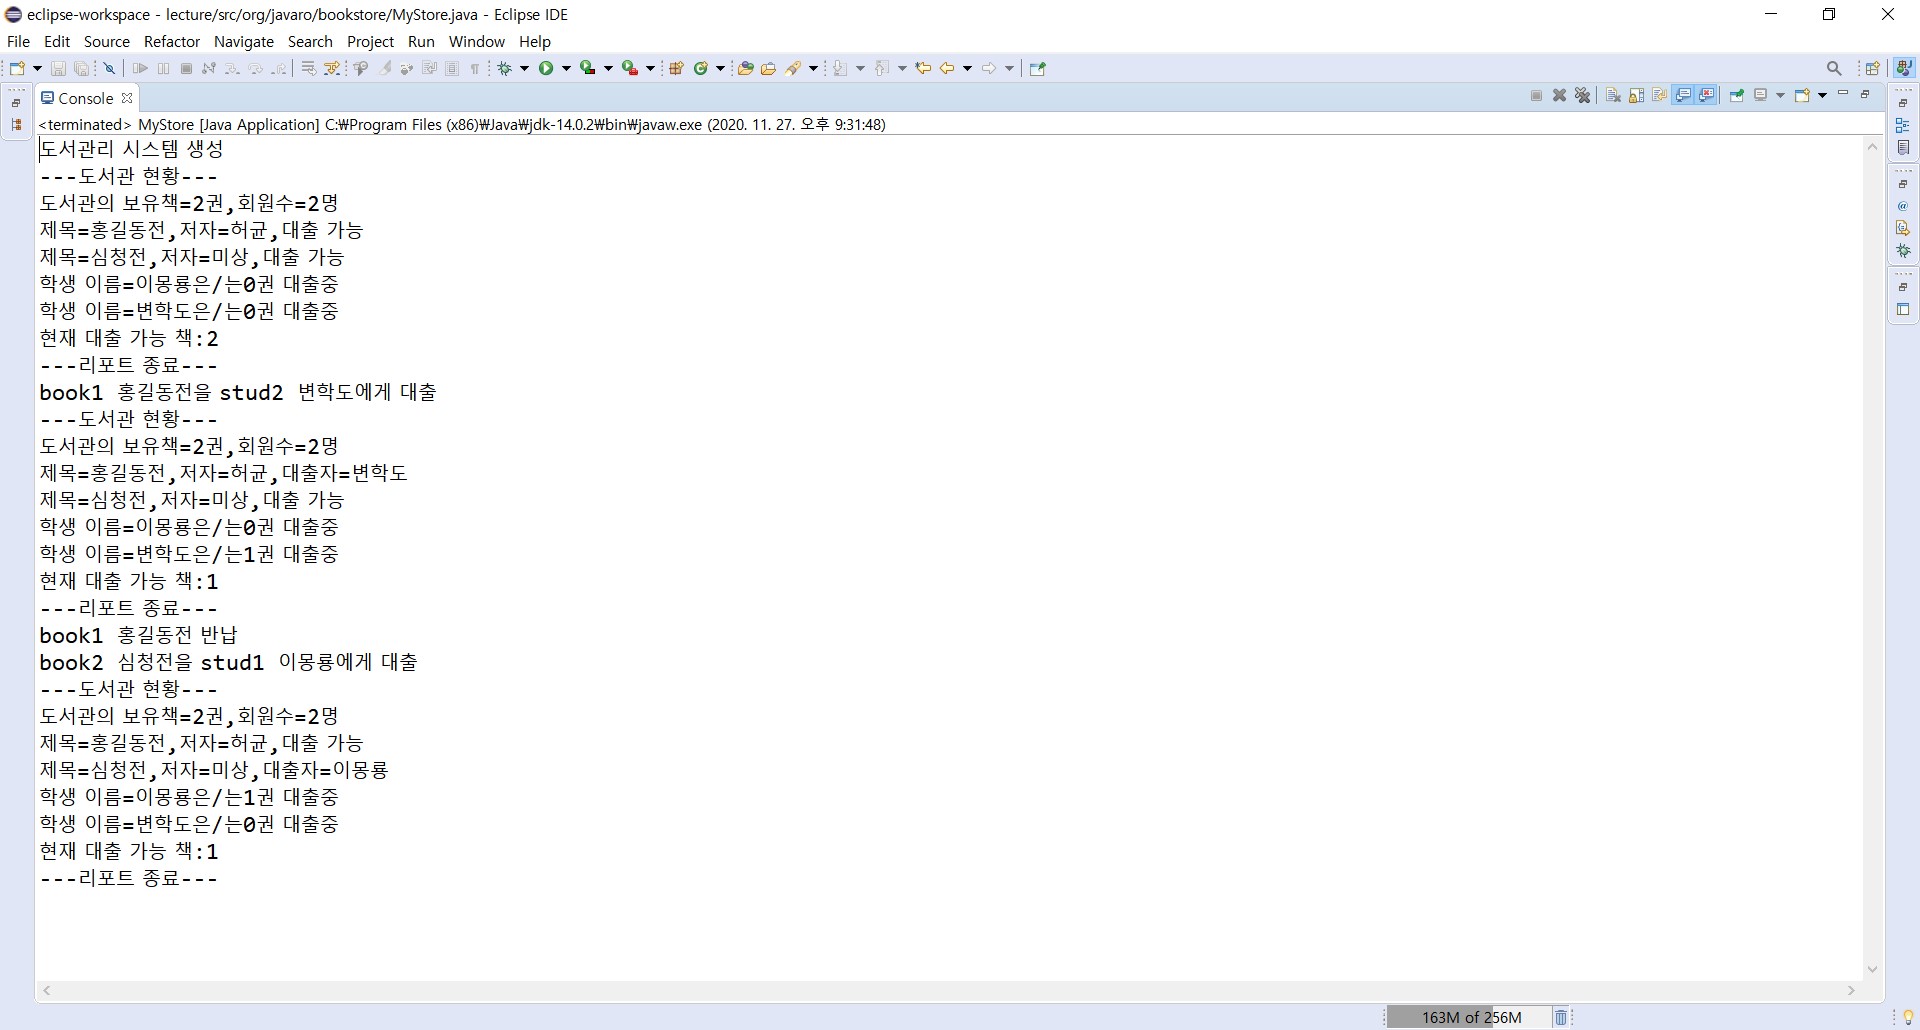 eclipse-workspace - lecture/src/org/javaro/bookstore/MyStore.java - Eclipse IDE
File Edit Source Refactor Navigate Search Project Run Window Help
Console
<terminated> MyStore [Java Application] C:₩Program Files (x86)₩Java₩jdk-14.0.2₩bin₩javaw.exe (2020. 11. 27. 오후 9:31:48)
도서관리 시스템 생성
---도서관 현황---
도서관의 보유책=2권,회원수=2명
제목=홍길동전,저자=허균,대출 가능
제목=심청전,저자=미상,대출 가능
학생 이름=이몽룡은/는0권 대출중
학생 이름=변학도은/는0권 대출중
현재 대출 가능 책:2
---리포트 종료---
book1 홍길동전을 stud2 변학도에게 대출
---도서관 현황---
도서관의 보유책=2권,회원수=2명
제목=홍길동전,저자=허균,대출자=변학도
제목=심청전,저자=미상,대출 가능
학생 이름=이몽룡은/는0권 대출중
학생 이름=변학도은/는1권 대출중
현재 대출 가능 책:1
---리포트 종료---
book1 홍길동전 반납
book2 심청전을 stud1 이몽룡에게 대출
---도서관 현황---
도서관의 보유책=2권,회원수=2명
제목=홍길동전,저자=허균,대출 가능
제목=심청전,저자=미상,대출자=이몽룡
학생 이름=이몽룡은/는1권 대출중
학생 이름=변학도은/는0권 대출중
현재 대출 가능 책:1
---리포트 종료---
163M of 256M